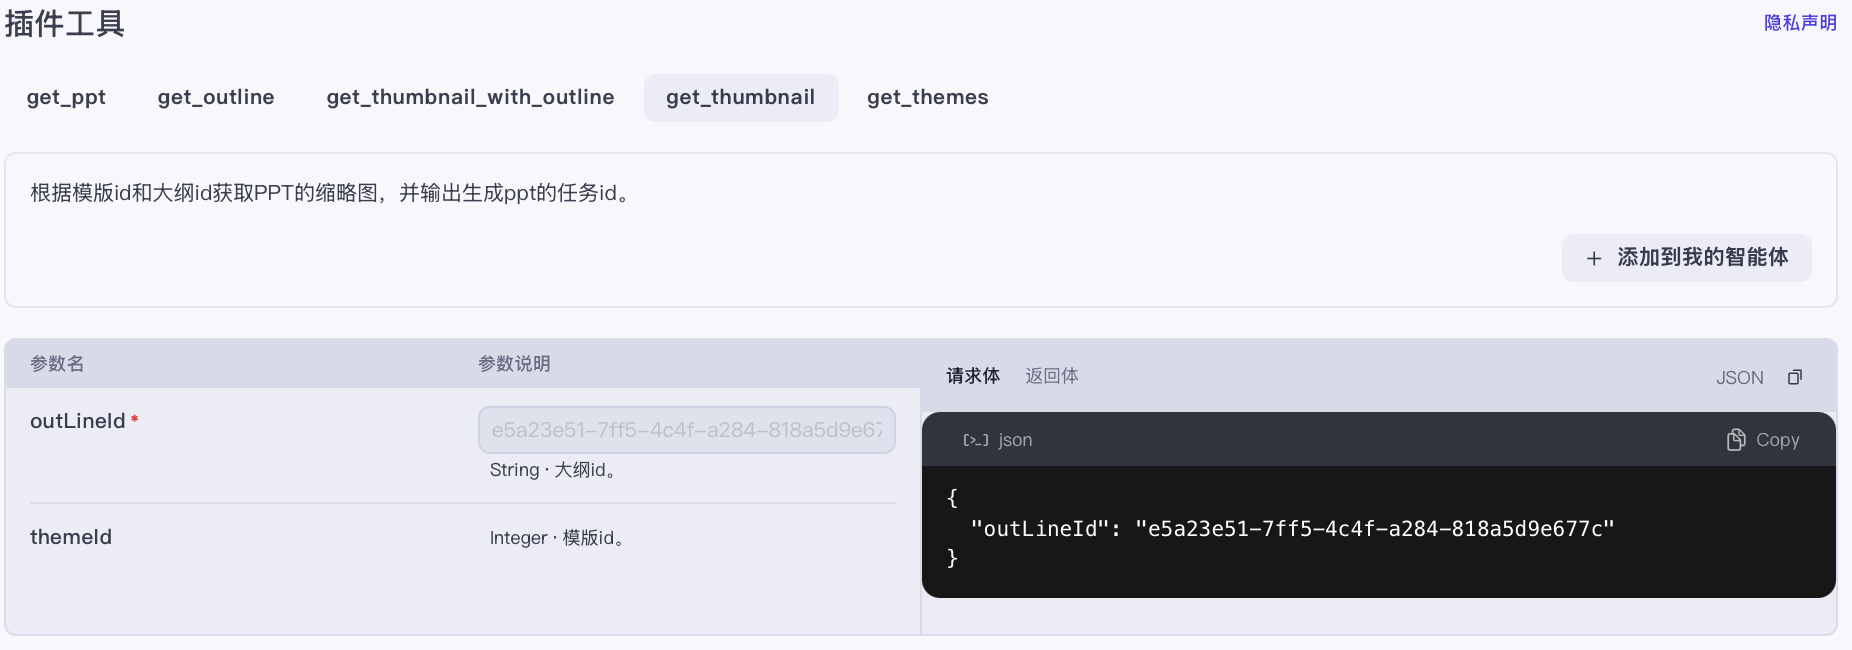 插件工具
隐私声明
get_ppt get_outline get_thumbnail_with_outline get_thumbnail get_themes
根据模版id和大纲id获取PPT的缩略图，并输出生成ppt的任务id。
+ 添加到我的智能体
参数名 参数说明
outLineId * e5a23e51-7ff5-4c4f-a284-818a5d9e67
String · 大纲id。
themeId Integer · 模版id。
请求体 返回体 JSON
[>_] json Copy
{
"outLineId": "e5a23e51-7ff5-4c4f-a284-818a5d9e677c"
}